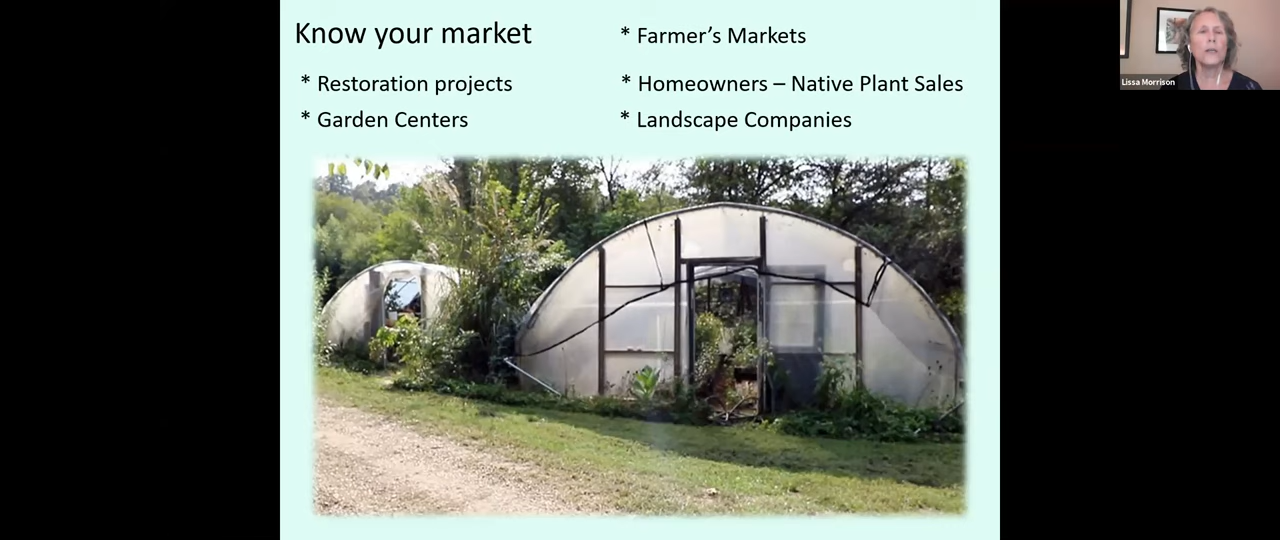 Know your market
* Farmer’s Markets
* Restoration projects
* Homeowners – Native Plant Sales
* Garden Centers
* Landscape Companies
Lissa Morrison